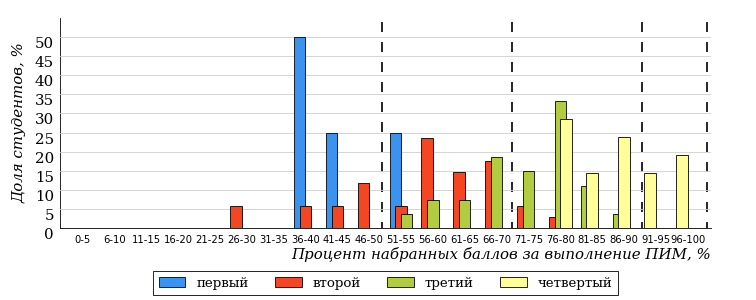 Доля студентов, %
50
45
40
35
30
25
20
15
10
5
0
0-5 6-10 11-15 16-20 21-25 26-30 31-35 36-40 41-45 46-50 51-55 56-60 61-65 66-70 71-75 76-80 81-85 86-90 91-95 96-100
Процент набранных баллов за выполнение ПИМ, %
первый второй третий четвертый